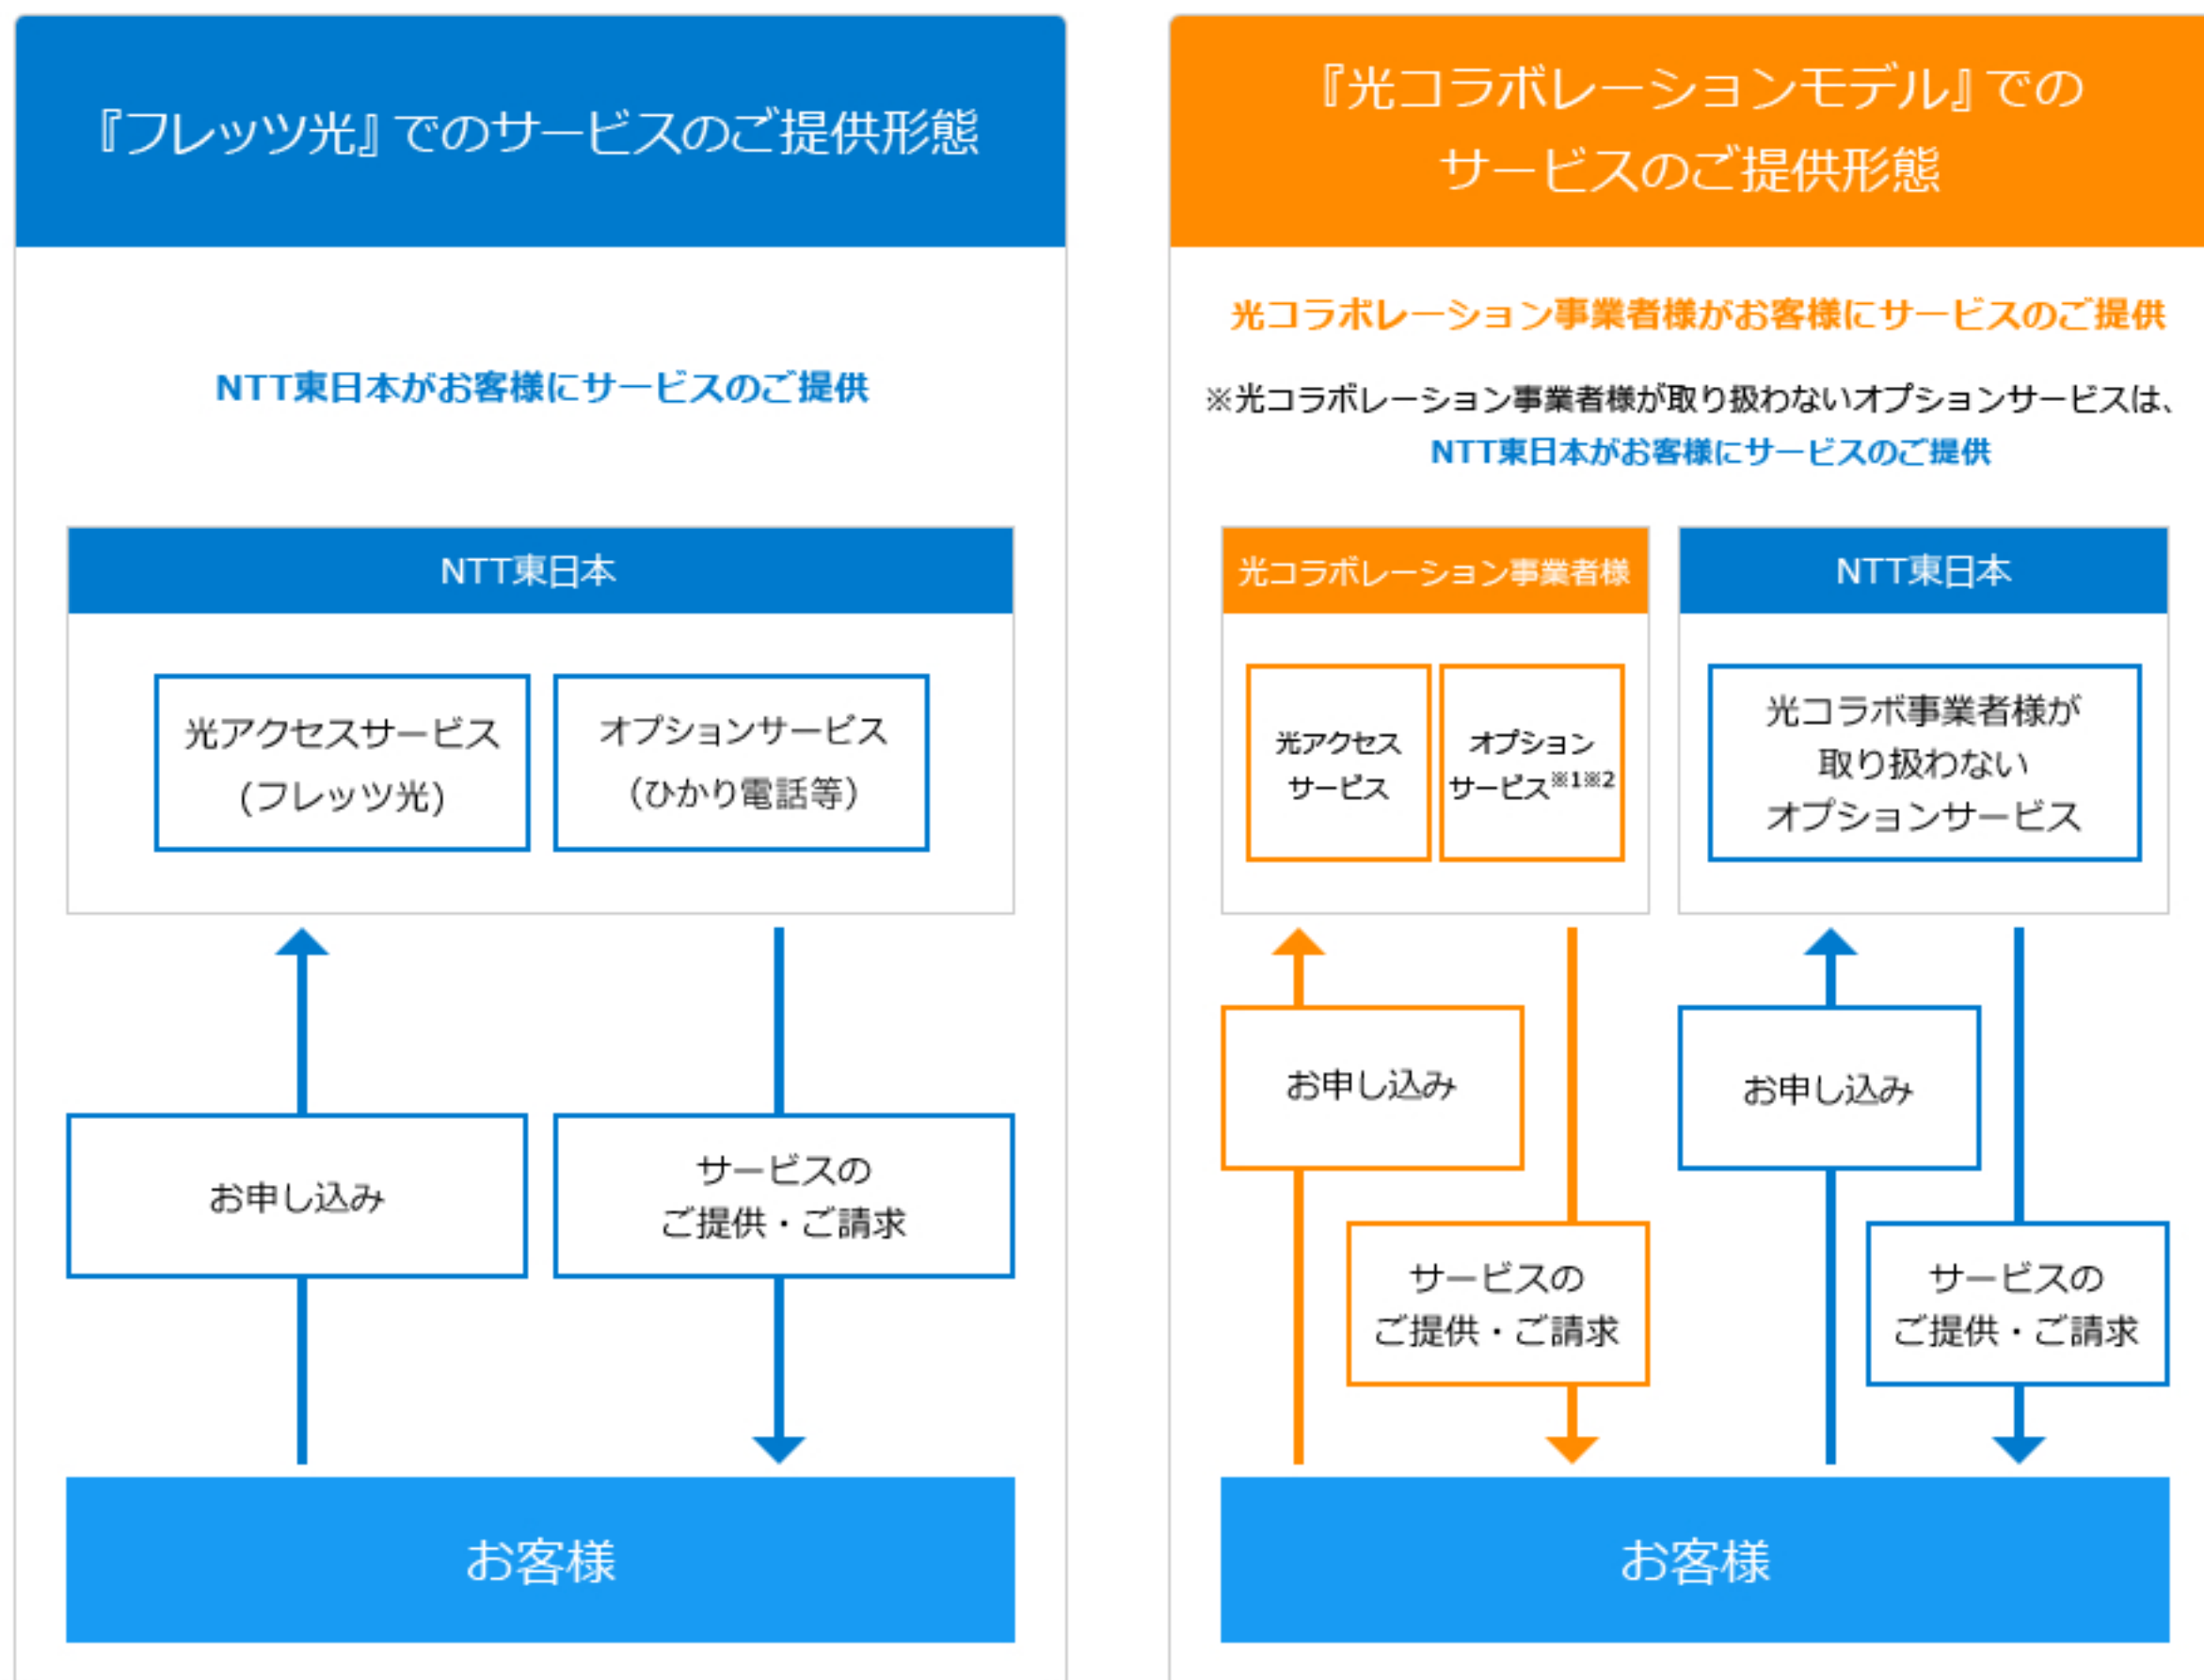 『フレッツ光』でのサービスのご提供形態
NTT東日本がお客様にサービスのご提供
NTT東日本
光アクセスサービス
(フレッツ光)
オプションサービス
（ひかり電話等）
お申し込み
サービスの
ご提供・ご請求
お客様
『光コラボレーションモデル』での
サービスのご提供形態
光コラボレーション事業者様がお客様にサービスのご提供
※光コラボレーション事業者様が取り扱わないオプションサービスは、
NTT東日本がお客様にサービスのご提供
光コラボレーション事業者様
光アクセス
サービス
オプション
サービス※1※2
NTT東日本
光コラボ事業者様が
取り扱わない
オプションサービス
お申し込み
サービスの
ご提供・ご請求
お申し込み
サービスの
ご提供・ご請求
お客様